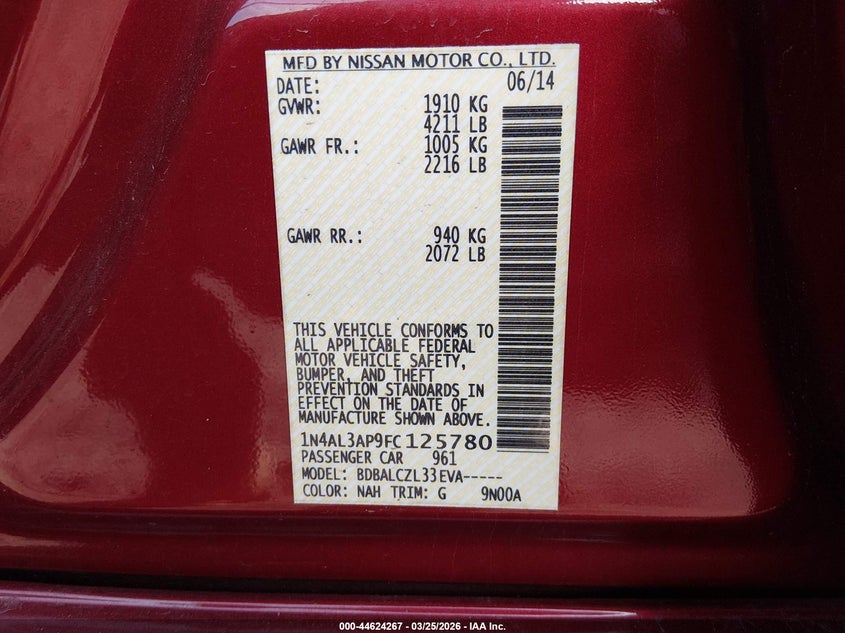 MFD BY NISSAN MOTOR CO., LTD.
DATE: 06/14
GVWR: 1910 KG
4211 LB
GAWR FR.: 1005 KG
2216 LB
GAWR RR.: 940 KG
2072 LB
THIS VEHICLE CONFORMS TO
ALL APPLICABLE FEDERAL
MOTOR VEHICLE SAFETY,
BUMPER, AND THEFT
PREVENTION STANDARDS IN
EFFECT ON THE DATE OF
MANUFACTURE SHOWN ABOVE.
1N4AL3AP9FC125780
PASSENGER CAR 961
MODEL: BDBALCZL33EVA-----
COLOR: NAH TRIM: G 9N00A
000-44624267 - 03/25/2026 - IAA Inc.